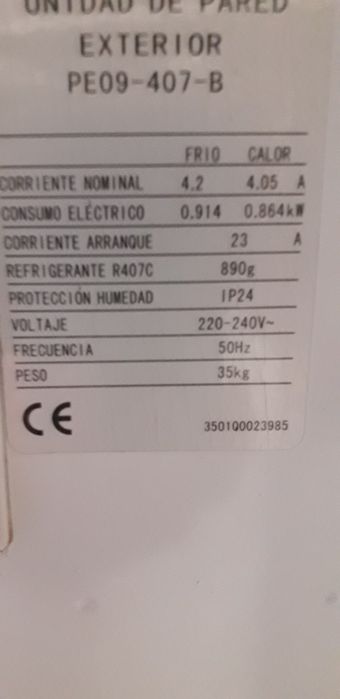 UNIDAD DE PARED
EXTERIOR
PE09-407-B
FRIO CALOR
CORRIENTE NOMINAL 4.2 4.05 A
CONSUMO ELÉCTRICO 0.914 0.864kW
CORRIENTE ARRANQUE 23 A
REFRIGERANTE R407C 890g
PROTECCIÓN HUMEDAD IP24
VOLTAJE 220-240V~
FRECUENCIA 50Hz
PESO 35kg
CE 3501Q0023985